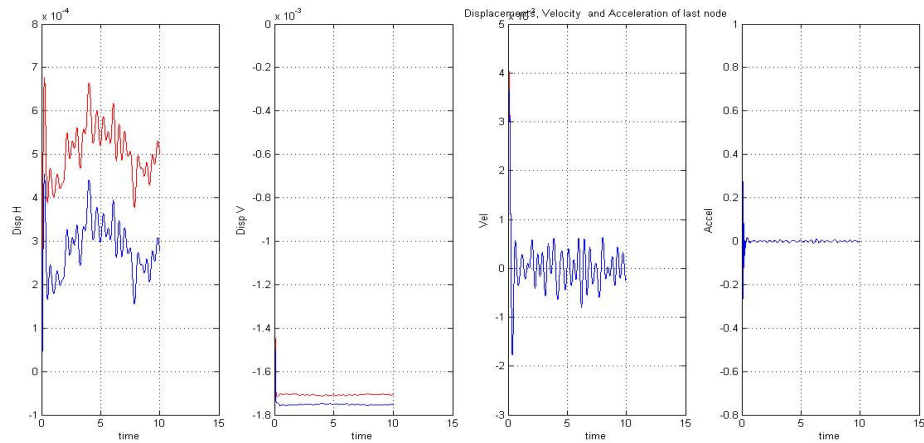 Displacements, Velocity and Acceleration of last node
x 10⁻⁴
8
7
6
5
4
3
2
1
0
-1
0 5 10 15
Disp H
time
x 10⁻³
0
-0.2
-0.4
-0.6
-0.8
-1
-1.2
-1.4
-1.6
-1.8
0 5 10 15
Disp V
time
5
4
3
2
1
0
-1
-2
-3
0 5 10 15
Vel
time
1
0.8
0.6
0.4
0.2
0
-0.2
-0.4
-0.6
-0.8
0 5 10 15
Accel
time